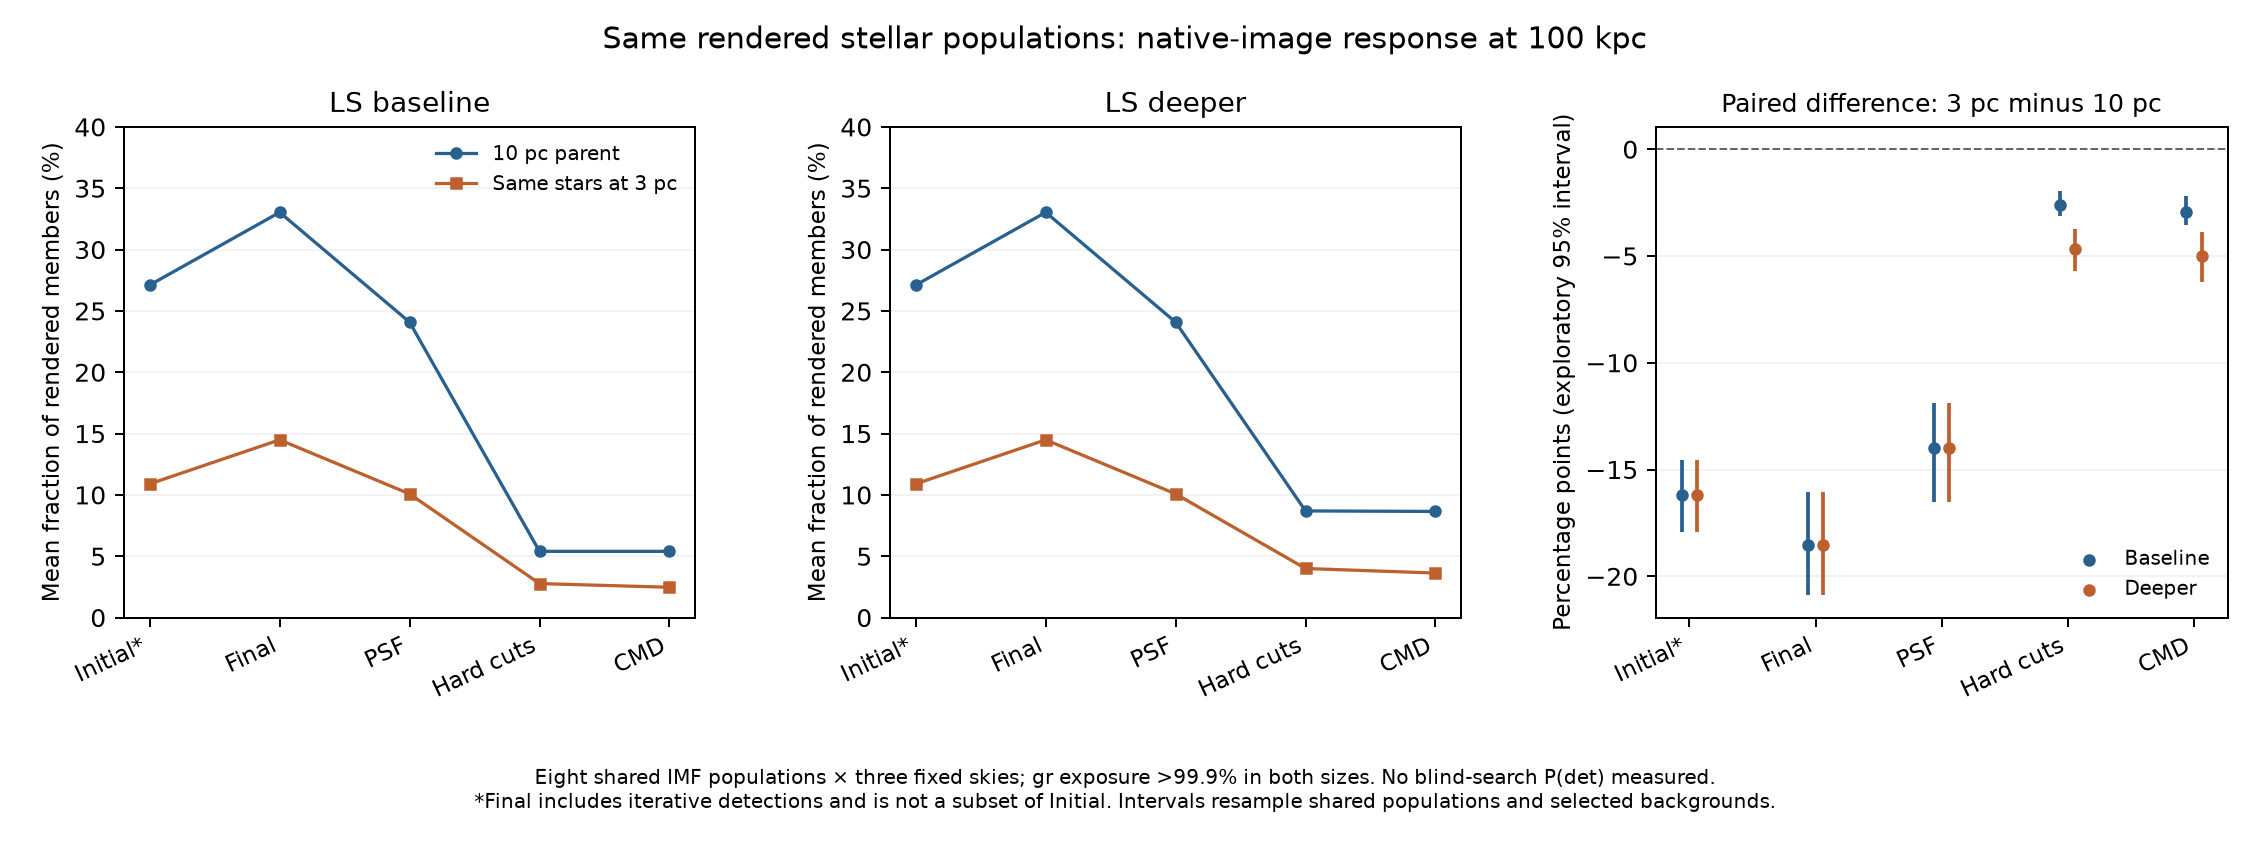 Same rendered stellar populations: native-image response at 100 kpc
LS baseline
Mean fraction of rendered members (%)
40
35
30
25
20
15
10
5
0
10 pc parent
Same stars at 3 pc
Initial*
Final
PSF
Hard cuts
CMD
LS deeper
Mean fraction of rendered members (%)
40
35
30
25
20
15
10
5
0
Initial*
Final
PSF
Hard cuts
CMD
Paired difference: 3 pc minus 10 pc
Percentage points (exploratory 95% interval)
0
−5
−10
−15
−20
Baseline
Deeper
Initial*
Final
PSF
Hard cuts
CMD
Eight shared IMF populations × three fixed skies; gr exposure >99.9% in both sizes. No blind-search P(det) measured.
*Final includes iterative detections and is not a subset of Initial. Intervals resample shared populations and selected backgrounds.